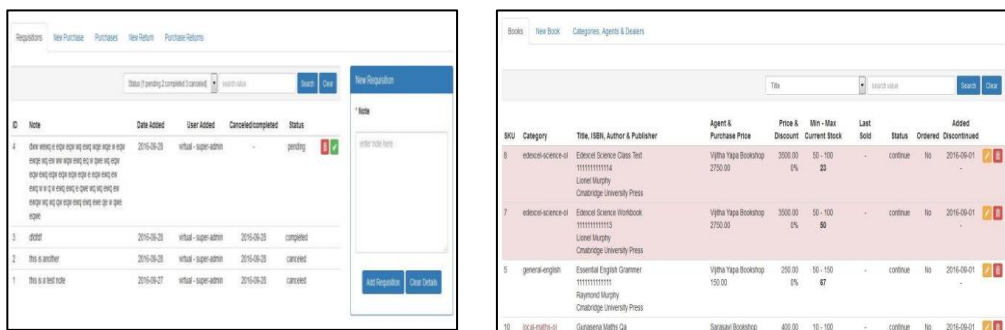 Requisitions New Purchase Purchases New Return Purchase Returns
Status [1:pending 2:completed 3:canceled] search value Search Clear
ID Note Date Added User Added Canceled/completed Status
4 2016-09-28 virtual - super-admin - pending
3 dfdfdf 2016-09-28 virtual - super-admin 2016-09-28 completed
2 this is another 2016-09-28 virtual - super-admin 2016-09-28 canceled
1 this is a test note 2016-09-27 virtual - super-admin 2016-09-28 canceled
New Requisition
* Note
enter note here
Add Requisition Clear Details
Books New Book Categories, Agents & Dealers
Title search value Search Clear
SKU Category Title, ISBN, Author & Publisher Agent & Purchase Price Price & Discount Min - Max Current Stock Last Sold Status Ordered Added Discontinued
8 edexcel-science-ol Edexcel Science Class Text Vijitha Yapa Bookshop 3500.00 50 - 100 - continue No 2016-09-01
1111111111114 2750.00 0% 23 -
Lionel Murphy
Cmabridge University Press
7 edexcel-science-ol Edexcel Science Workbook Vijitha Yapa Bookshop 3500.00 50 - 100 - continue No 2016-09-01
1111111111113 2750.00 0% 50 -
Lionel Murphy
Cmabridge University Press
5 general-english Essential English Grammer Vijitha Yapa Bookshop 250.00 50 - 150 - continue No 2016-09-01
1111111111111 150.00 0% 67 -
Raymond Murphy
Cmabridge University Press
10 local-maths-ol Gunasena Maths Qa Sarasavi Bookshop 400.00 10 - 100 - continue No 2016-09-01